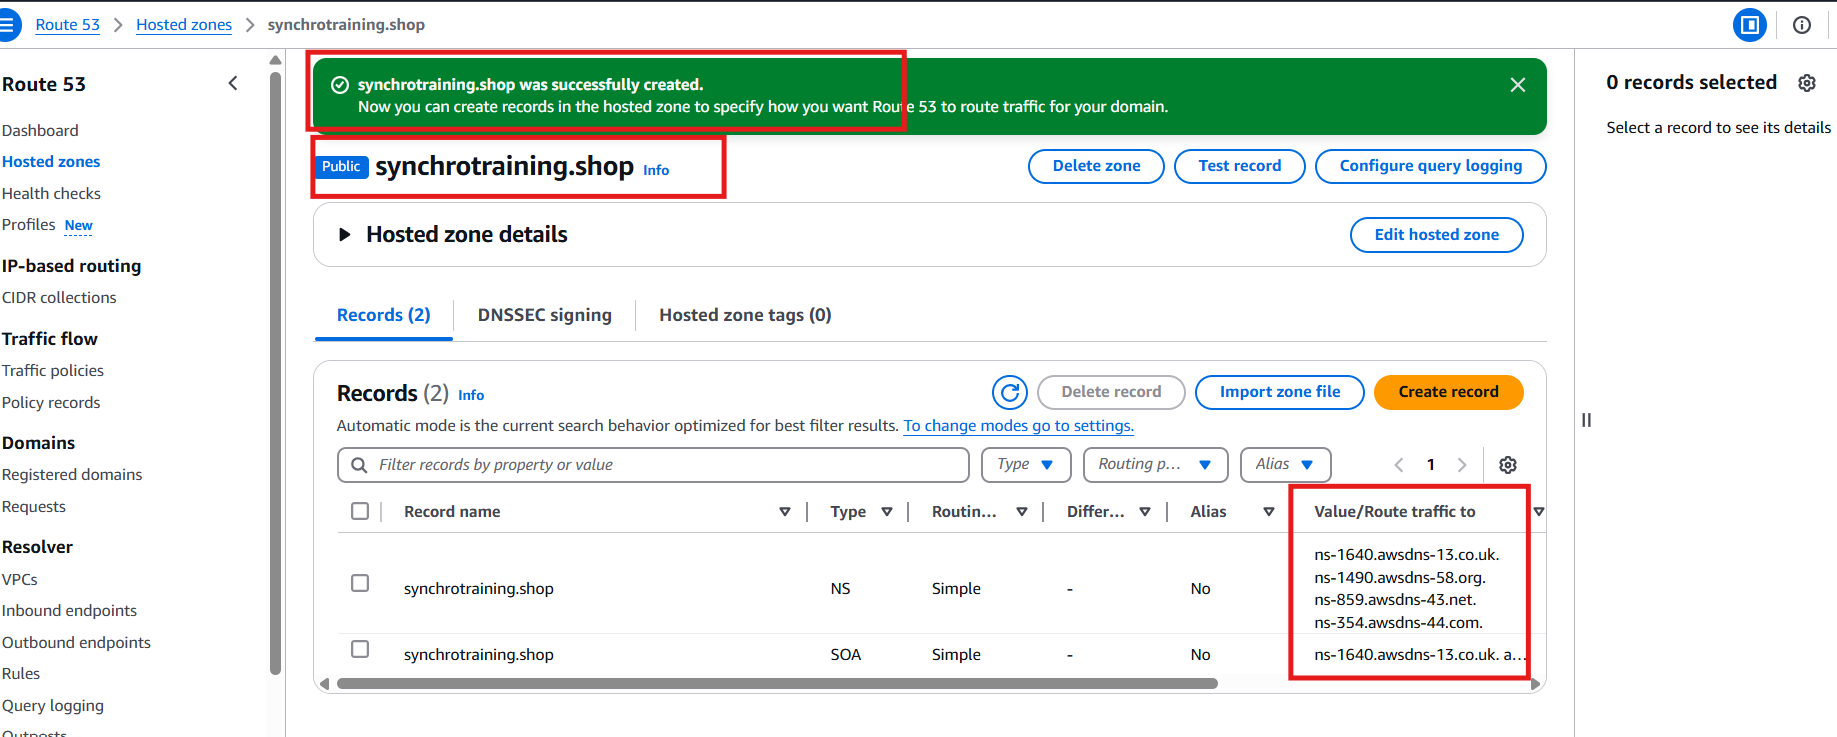 Route 53 > Hosted zones > synchrotraining.shop
Route 53
Dashboard
Hosted zones
Health checks
Profiles New
IP-based routing
CIDR collections
Traffic flow
Traffic policies
Policy records
Domains
Registered domains
Requests
Resolver
VPCs
Inbound endpoints
Outbound endpoints
Rules
Query logging
Outposts
synchrotraining.shop was successfully created.
Now you can create records in the hosted zone to specify how you want Route 53 to route traffic for your domain.
Public synchrotraining.shop Info
Delete zone
Test record
Configure query logging
Hosted zone details
Edit hosted zone
Records (2)
DNSSEC signing
Hosted zone tags (0)
Records (2) Info
Delete record
Import zone file
Create record
Automatic mode is the current search behavior optimized for best filter results. To change modes go to settings.
Filter records by property or value
Type
Routing p...
Alias
1
Record name
Type
Routin...
Differ...
Alias
Value/Route traffic to
synchrotraining.shop
NS
Simple
-
No
ns-1640.awsdns-13.co.uk.
ns-1490.awsdns-58.org.
ns-859.awsdns-43.net.
ns-354.awsdns-44.com.
synchrotraining.shop
SOA
Simple
-
No
ns-1640.awsdns-13.co.uk. a...
0 records selected
Select a record to see its details